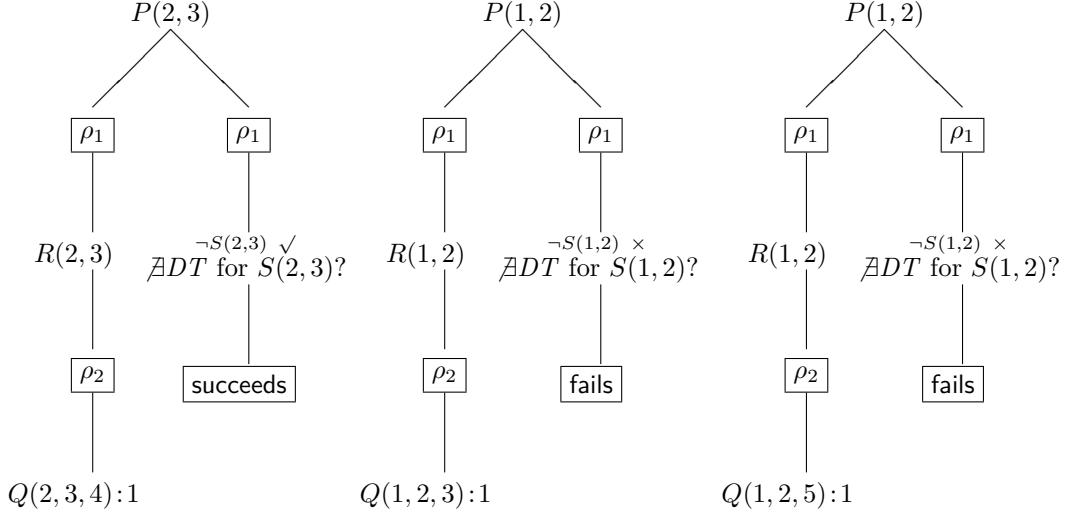 P(2, 3) P(1, 2) P(1, 2)
ρ₁ ρ₁ ρ₁ ρ₁ ρ₁ ρ₁
¬S(2,3) √ ¬S(1,2) × ¬S(1,2) ×
R(2, 3) ∄DT for S(2, 3)? R(1, 2) ∄DT for S(1, 2)? R(1, 2) ∄DT for S(1, 2)?
ρ₂ succeeds ρ₂ fails ρ₂ fails
Q(2, 3, 4):1 Q(1, 2, 3):1 Q(1, 2, 5):1